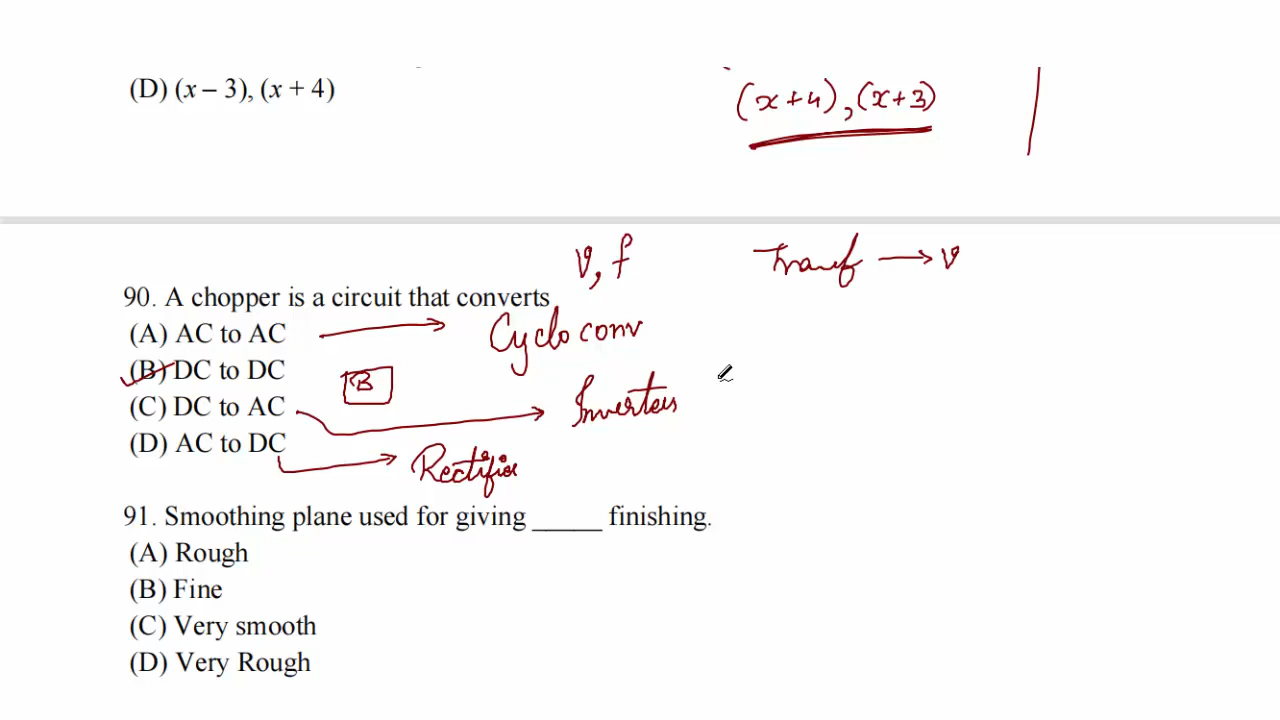 (D) (x – 3), (x + 4)
(x+4), (x+3)
v, f
Transf → v
90. A chopper is a circuit that converts
(A) AC to AC
Cyclo conv
(B) DC to DC
B
(C) DC to AC
Inverters
(D) AC to DC
Rectifier
91. Smoothing plane used for giving _____ finishing.
(A) Rough
(B) Fine
(C) Very smooth
(D) Very Rough